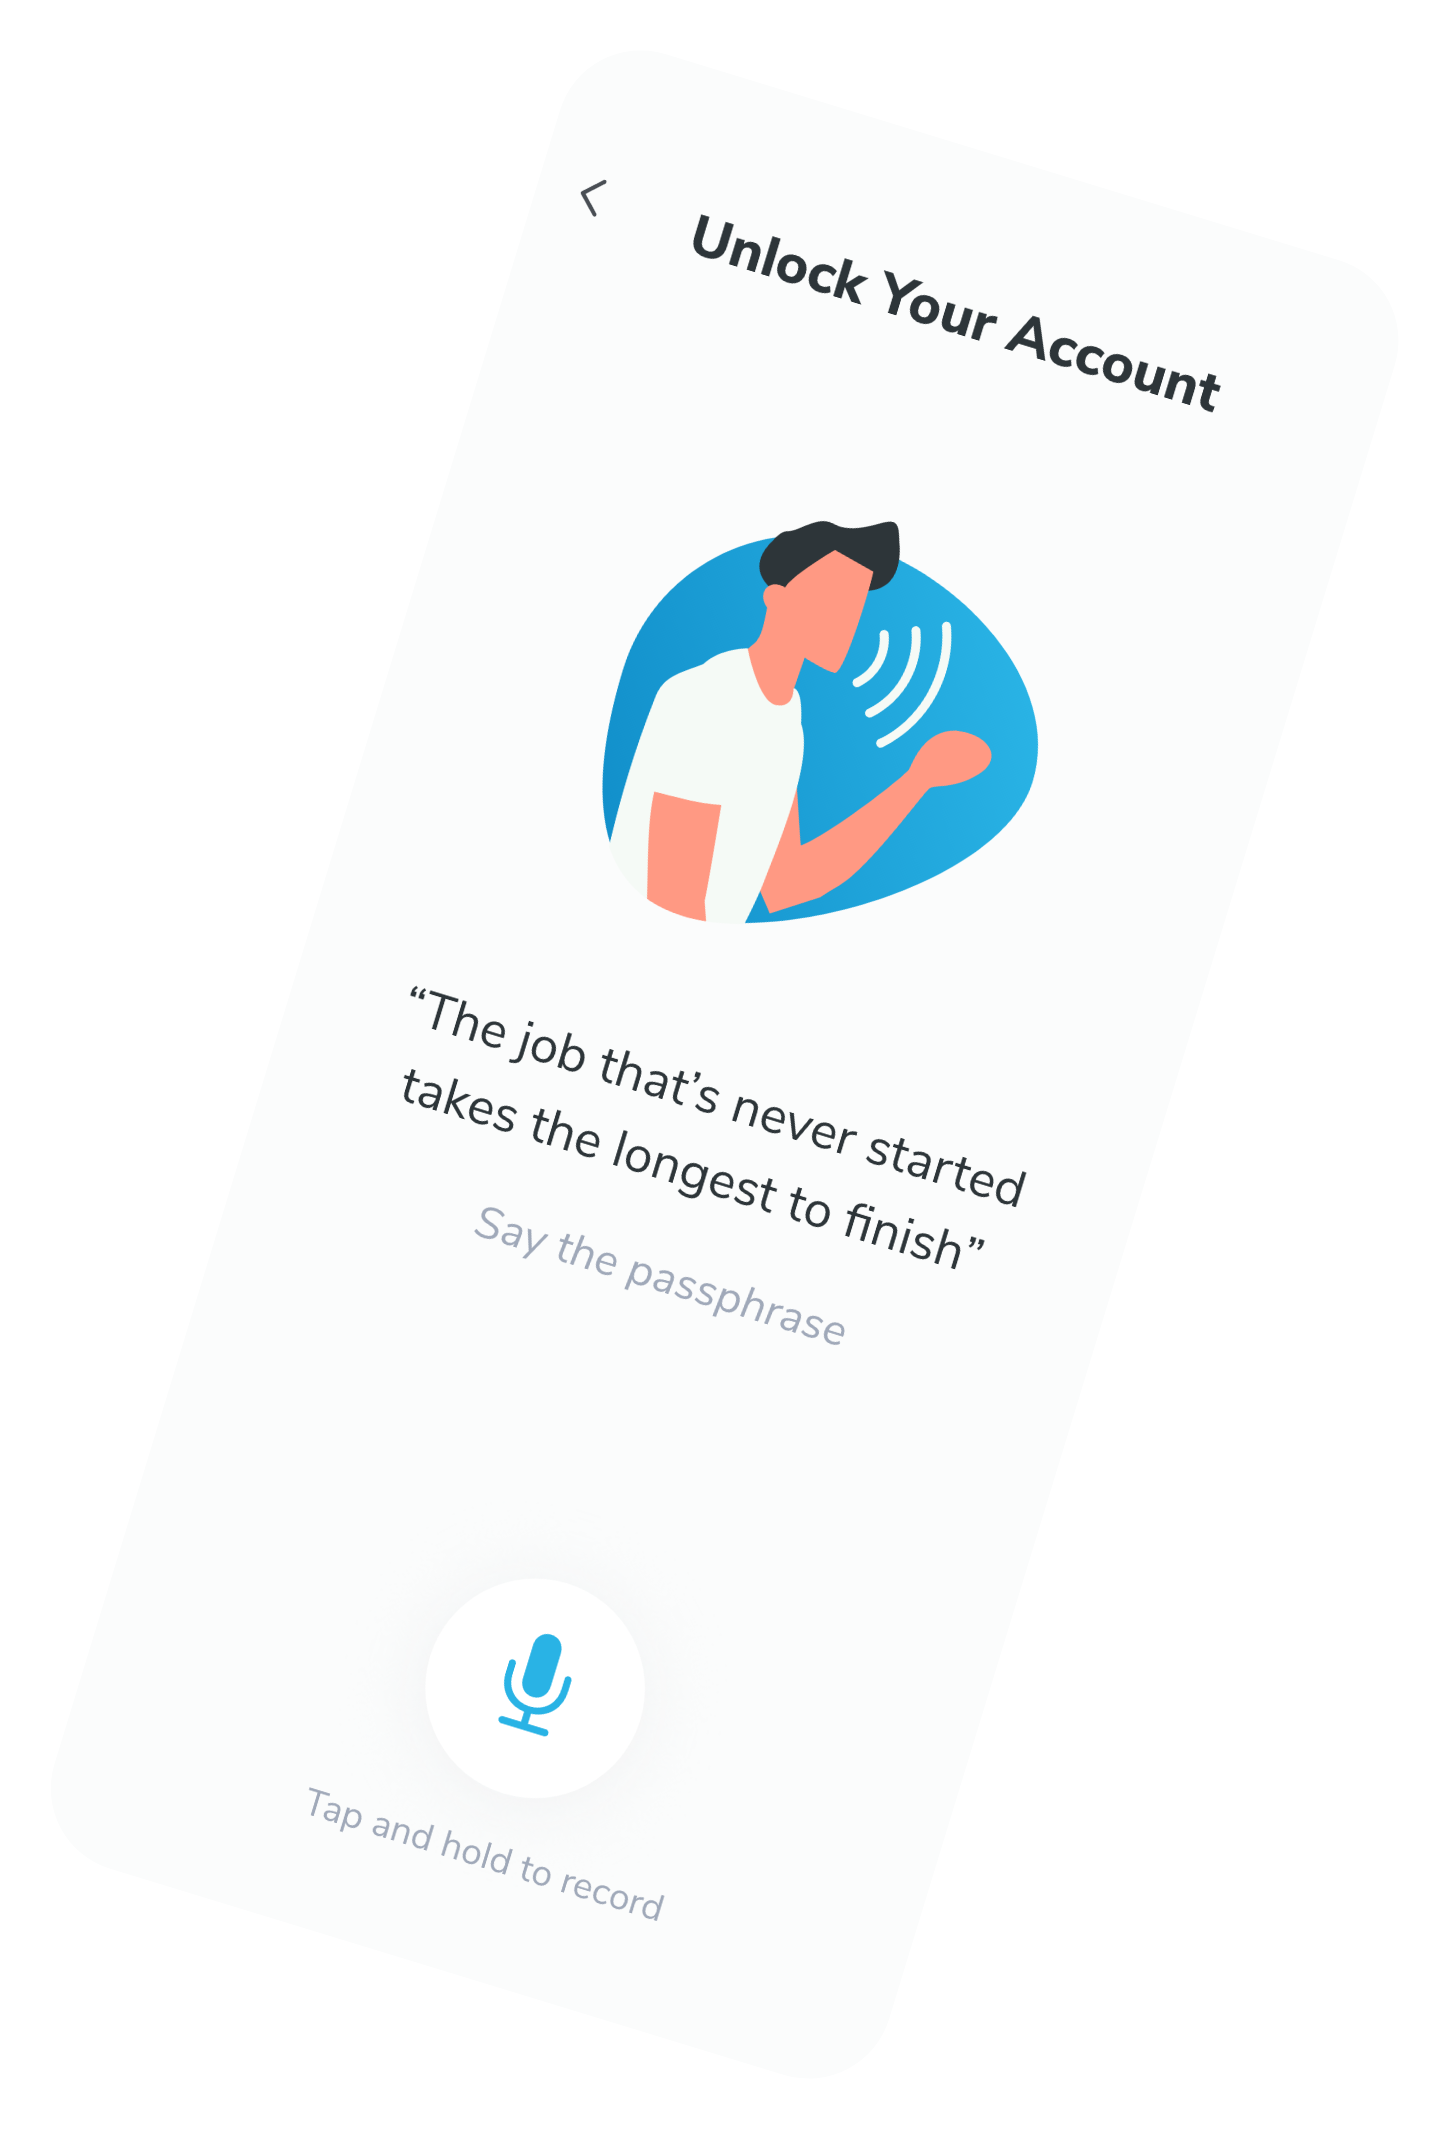 Unlock Your Account
“The job that’s never started
takes the longest to finish”
Say the passphrase
Tap and hold to record